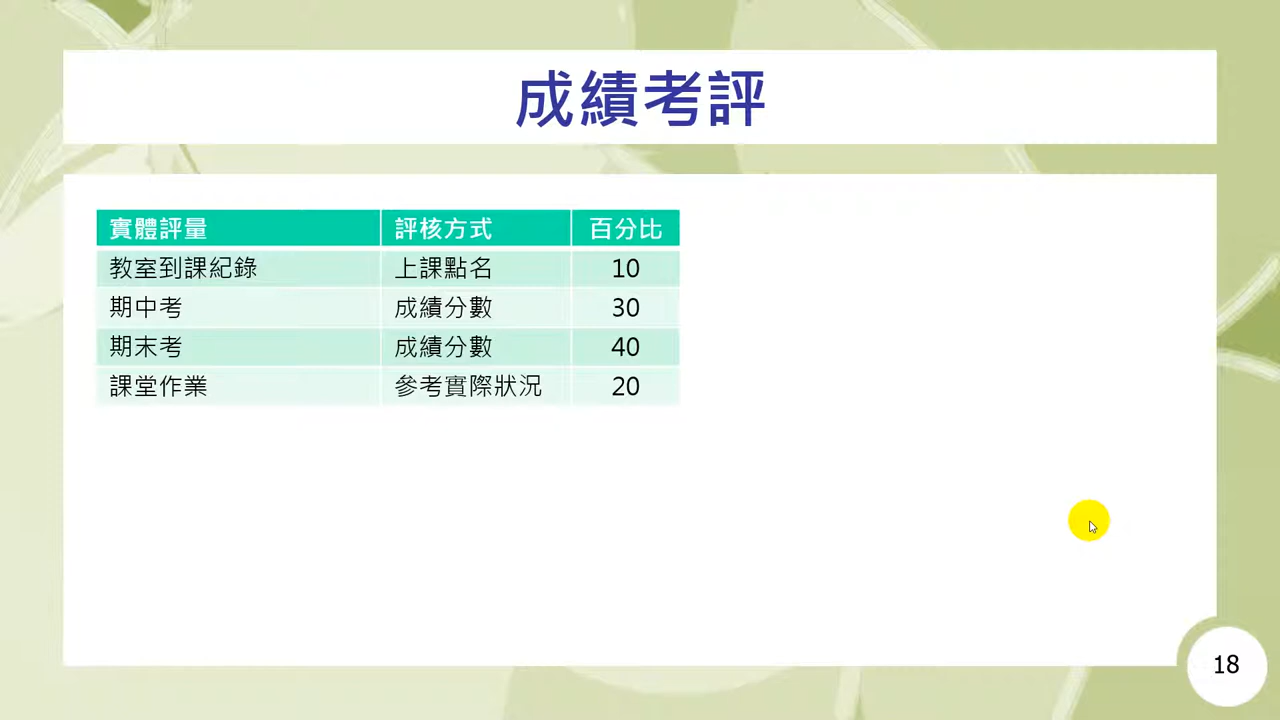 成績考評
實體評量 評核方式 百分比
教室到課紀錄 上課點名 10
期中考 成績分數 30
期末考 成績分數 40
課堂作業 參考實際狀況 20
18